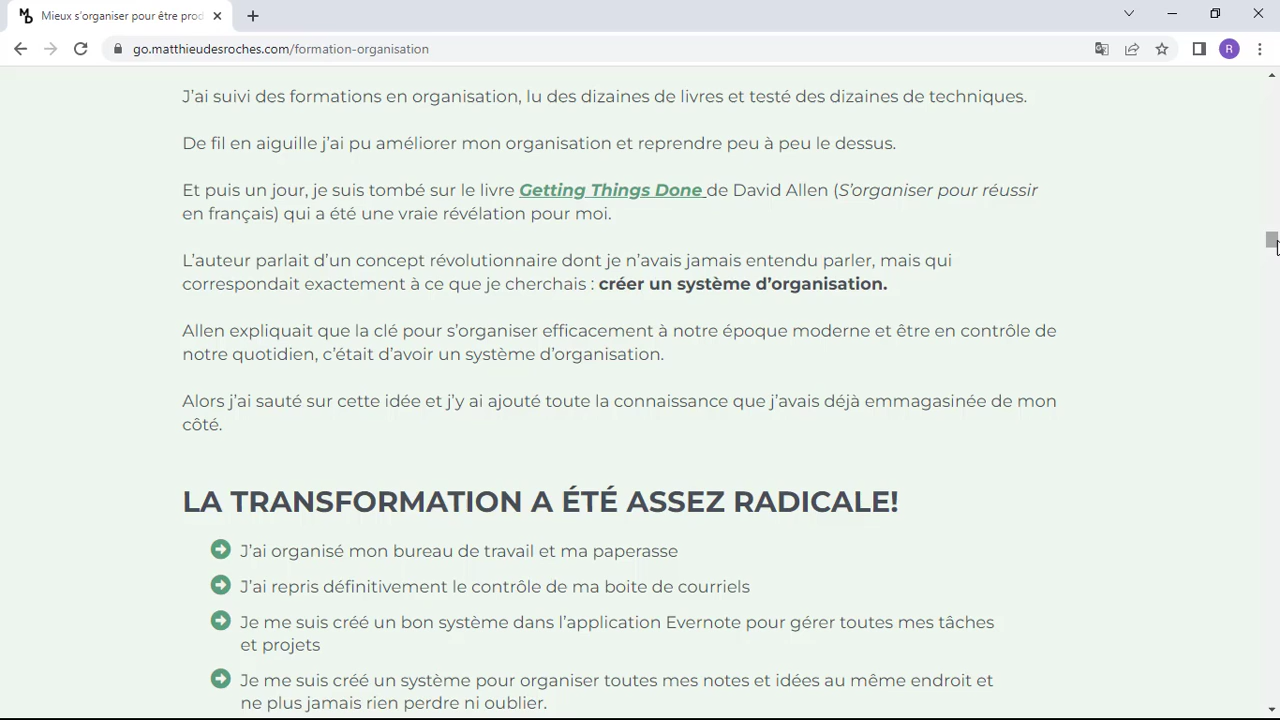 Mieux s'organiser pour être prod
go.matthieudesroches.com/formation-organisation
R
J'ai suivi des formations en organisation, lu des dizaines de livres et testé des dizaines de techniques.
De fil en aiguille j'ai pu améliorer mon organisation et reprendre peu à peu le dessus.
Et puis un jour, je suis tombé sur le livre Getting Things Done de David Allen (S'organiser pour réussir
en français) qui a été une vraie révélation pour moi.
L'auteur parlait d'un concept révolutionnaire dont je n'avais jamais entendu parler, mais qui
correspondait exactement à ce que je cherchais : créer un système d'organisation.
Allen expliquait que la clé pour s'organiser efficacement à notre époque moderne et être en contrôle de
notre quotidien, c'était d'avoir un système d'organisation.
Alors j'ai sauté sur cette idée et j'y ai ajouté toute la connaissance que j'avais déjà emmagasinée de mon
côté.
LA TRANSFORMATION A ÉTÉ ASSEZ RADICALE!
J'ai organisé mon bureau de travail et ma paperasse
J'ai repris définitivement le contrôle de ma boite de courriels
Je me suis créé un bon système dans l'application Evernote pour gérer toutes mes tâches
et projets
Je me suis créé un système pour organiser toutes mes notes et idées au même endroit et
ne plus jamais rien perdre ni oublier.